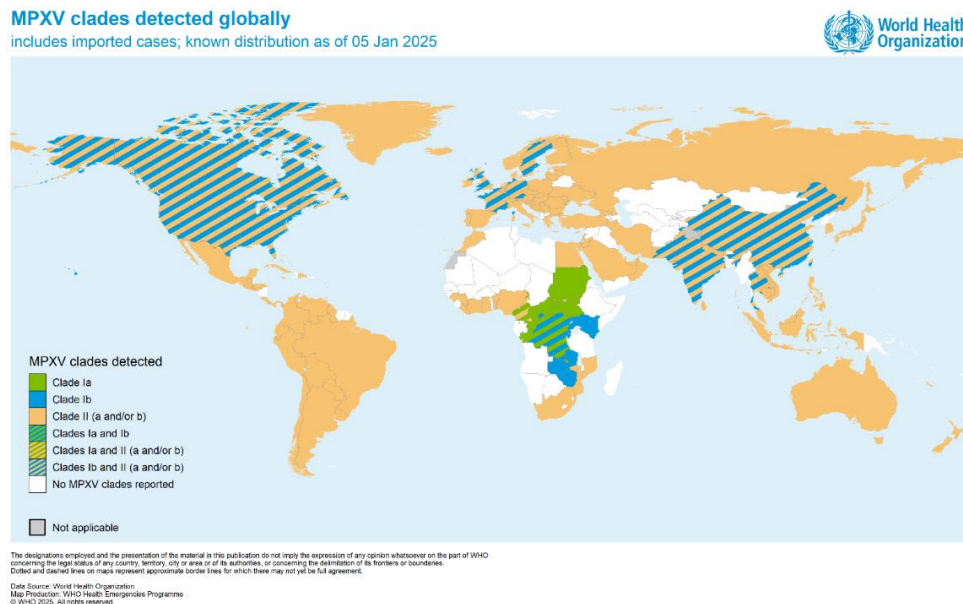 MPXV clades detected globally
includes imported cases; known distribution as of 05 Jan 2025
World Health
Organization
MPXV clades detected
Clade Ia
Clade Ib
Clade II (a and/or b)
Clades Ia and Ib
Clades Ia and II (a and/or b)
Clades Ib and II (a and/or b)
No MPXV clades reported
Not applicable
The designations employed and the presentation of the material in this publication do not imply the expression of any opinion whatsoever on the part of WHO
concerning the legal status of any country, territory, city or area or of its authorities, or concerning the delimitation of its frontiers or boundaries.
Dotted and dashed lines on maps represent approximate border lines for which there may not yet be full agreement.
Data Source: World Health Organization
Map Production: WHO Health Emergencies Programme
© WHO 2025. All rights reserved.